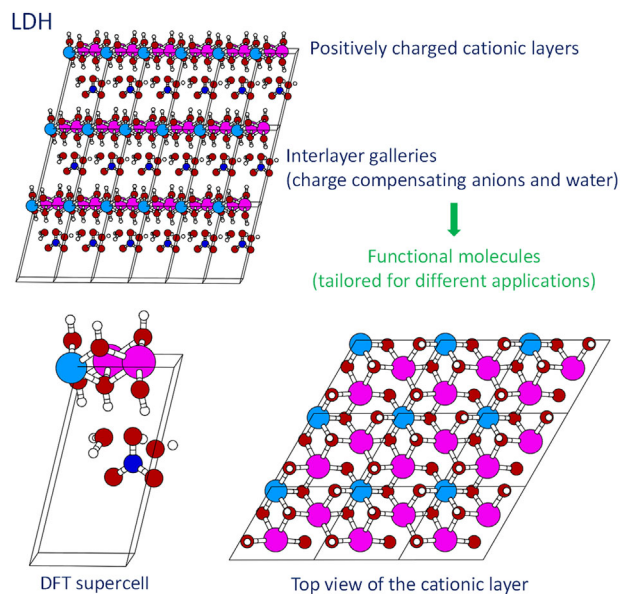 LDH
Positively charged cationic layers
Interlayer galleries
(charge compensating anions and water)
Functional molecules
(tailored for different applications)
DFT supercell
Top view of the cationic layer